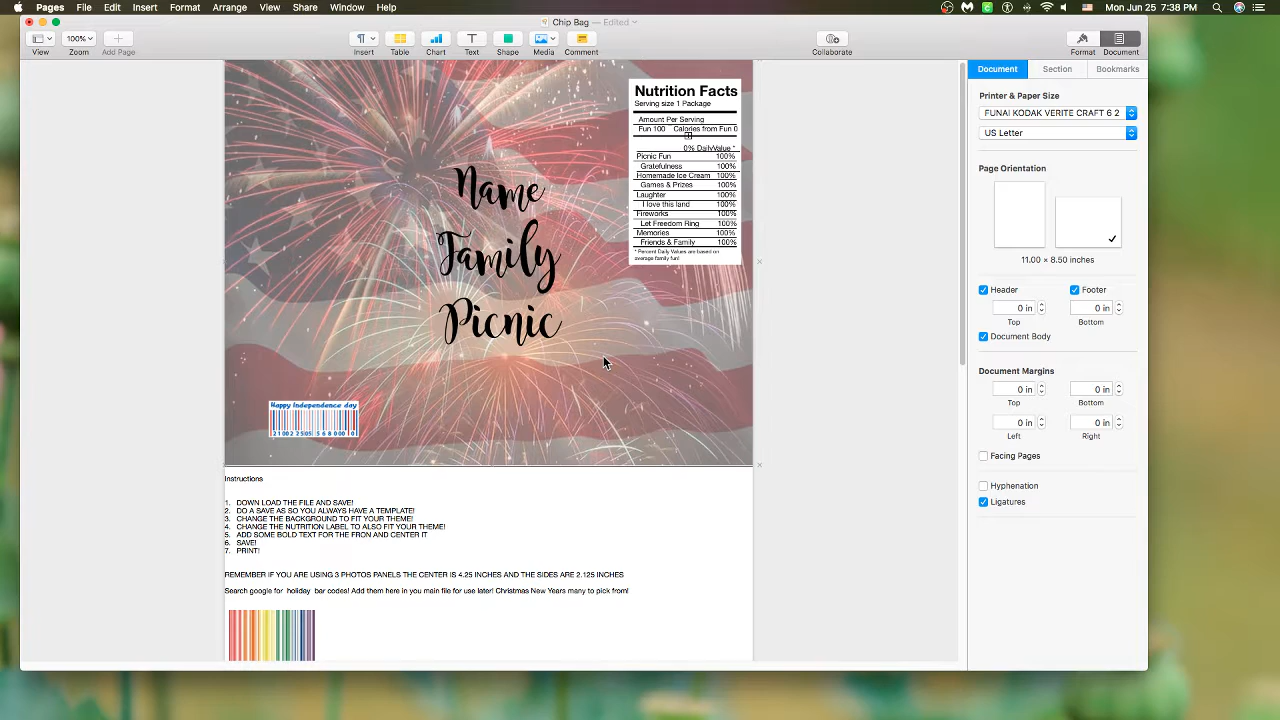 Pages File Edit Insert Format Arrange View Share Window Help
Mon Jun 25 7:38 PM
Chip Bag — Edited
100%
View Zoom Add Page Insert Table Chart Text Shape Media Comment Collaborate Format Document
Document Section Bookmarks
Printer & Paper Size
FUNAI KODAK VERITE CRAFT 6 2
US Letter
Page Orientation
11.00 × 8.50 inches
Header Footer
0 in 0 in
Top Bottom
Document Body
Document Margins
0 in 0 in
Top Bottom
0 in 0 in
Left Right
Facing Pages
Hyphenation
Ligatures
Nutrition Facts
Serving size 1 Package
Amount Per Serving
Fun 100 Calories from Fun 0
0% DailyValue *
Picnic Fun 100%
Gratefulness 100%
Homemade Ice Cream 100%
Games & Prizes 100%
Laughter 100%
I love this land 100%
Fireworks 100%
Let Freedom Ring 100%
Memories 100%
Friends & Family 100%
* Percent Daily Values are based on
average family fun!
Name
Family
Picnic
Happy Independence day
Instructions
1. DOWN LOAD THE FILE AND SAVE!
2. DO A SAVE AS SO YOU ALWAYS HAVE A TEMPLATE!
3. CHANGE THE BACKGROUND TO FIT YOUR THEME!
4. CHANGE THE NUTRITION LABEL TO ALSO FIT YOUR THEME!
5. ADD SOME BOLD TEXT FOR THE FRON AND CENTER IT
6. SAVE!
7. PRINT!
REMEMBER IF YOU ARE USING 3 PHOTOS PANELS THE CENTER IS 4.25 INCHES AND THE SIDES ARE 2.125 INCHES
Search google for holiday bar codes! Add them here in you main file for use later! Christmas New Years many to pick from!